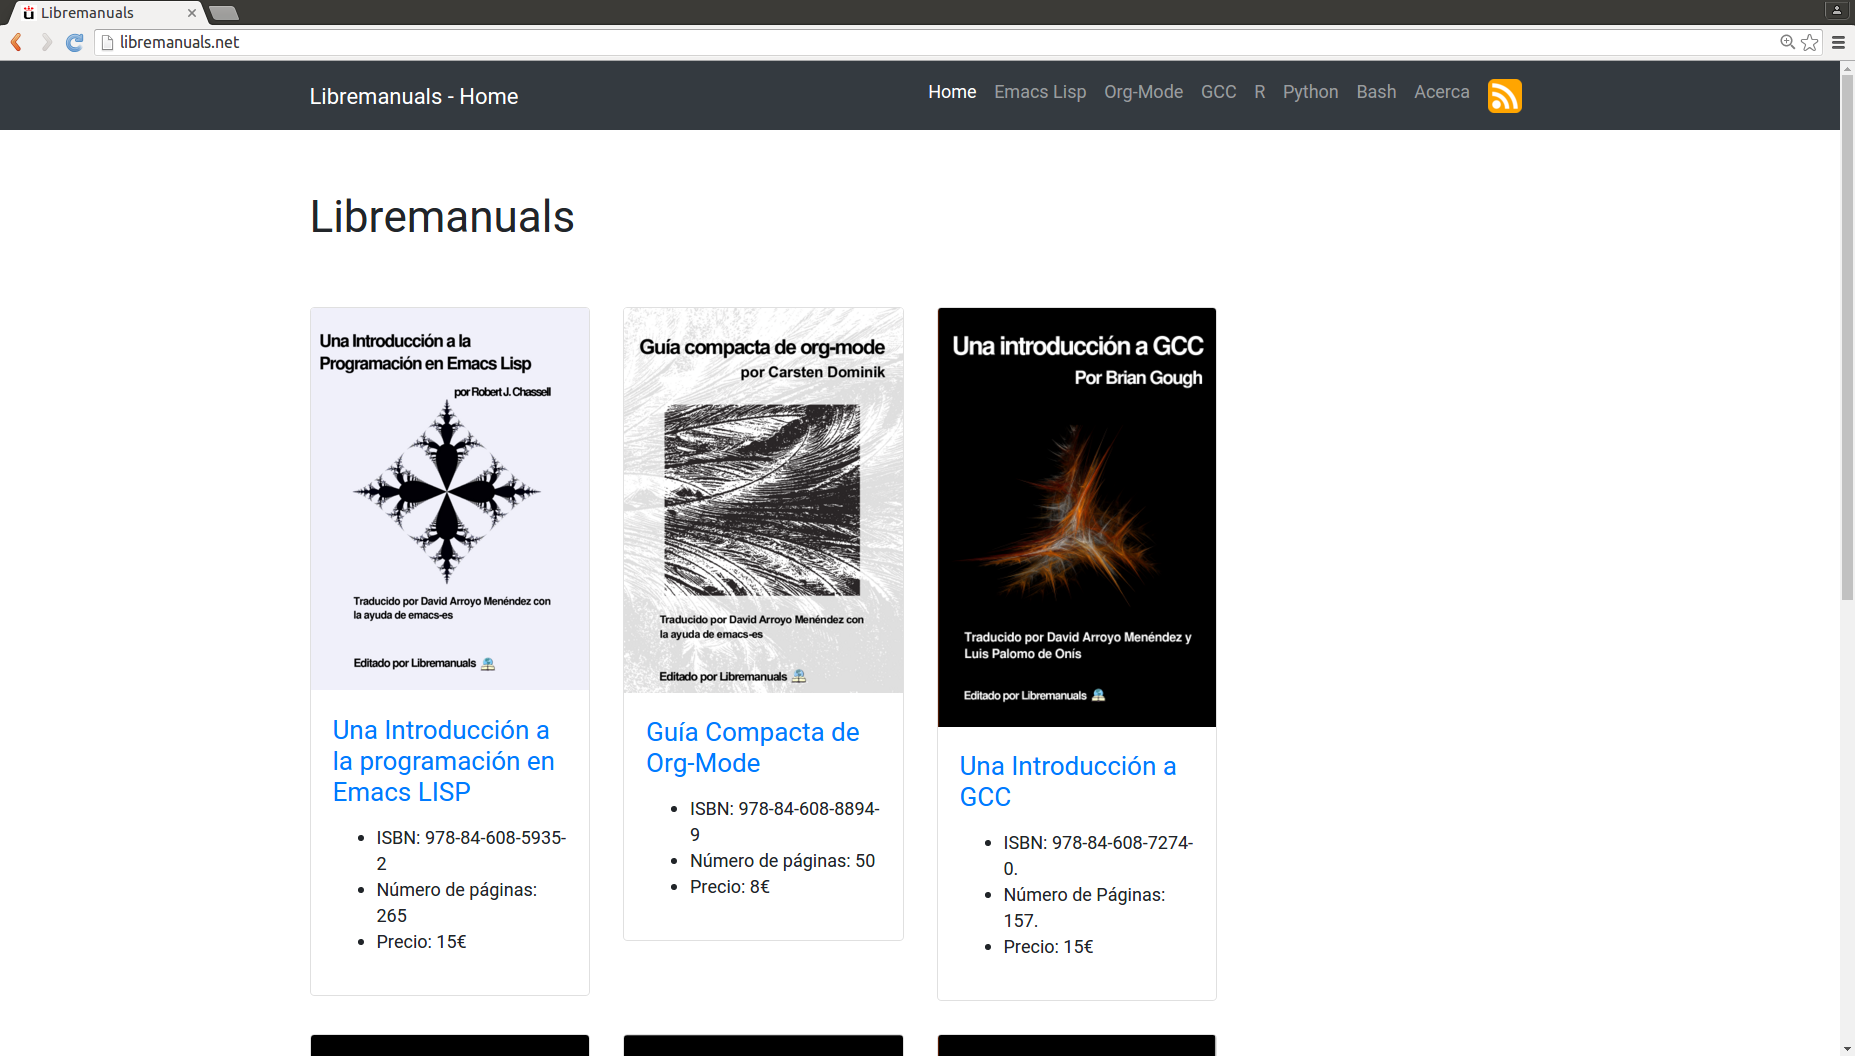 Libremanuals
libremanuals.net
Libremanuals - Home
Home Emacs Lisp Org-Mode GCC R Python Bash Acerca
Libremanuals
Una Introducción a la
Programación en Emacs Lisp
por Robert J. Chassell
Traducido por David Arroyo Menéndez con
la ayuda de emacs-es
Editado por Libremanuals
Una Introducción a
la programación en
Emacs LISP
ISBN: 978-84-608-5935-
2
Número de páginas:
265
Precio: 15€
Guía compacta de org-mode
por Carsten Dominik
Traducido por David Arroyo Menéndez con
la ayuda de emacs-es
Editado por Libremanuals
Guía Compacta de
Org-Mode
ISBN: 978-84-608-8894-
9
Número de páginas: 50
Precio: 8€
Una introducción a GCC
Por Brian Gough
Traducido por David Arroyo Menéndez y
Luis Palomo de Onís
Editado por Libremanuals
Una Introducción a
GCC
ISBN: 978-84-608-7274-
0.
Número de Páginas:
157.
Precio: 15€